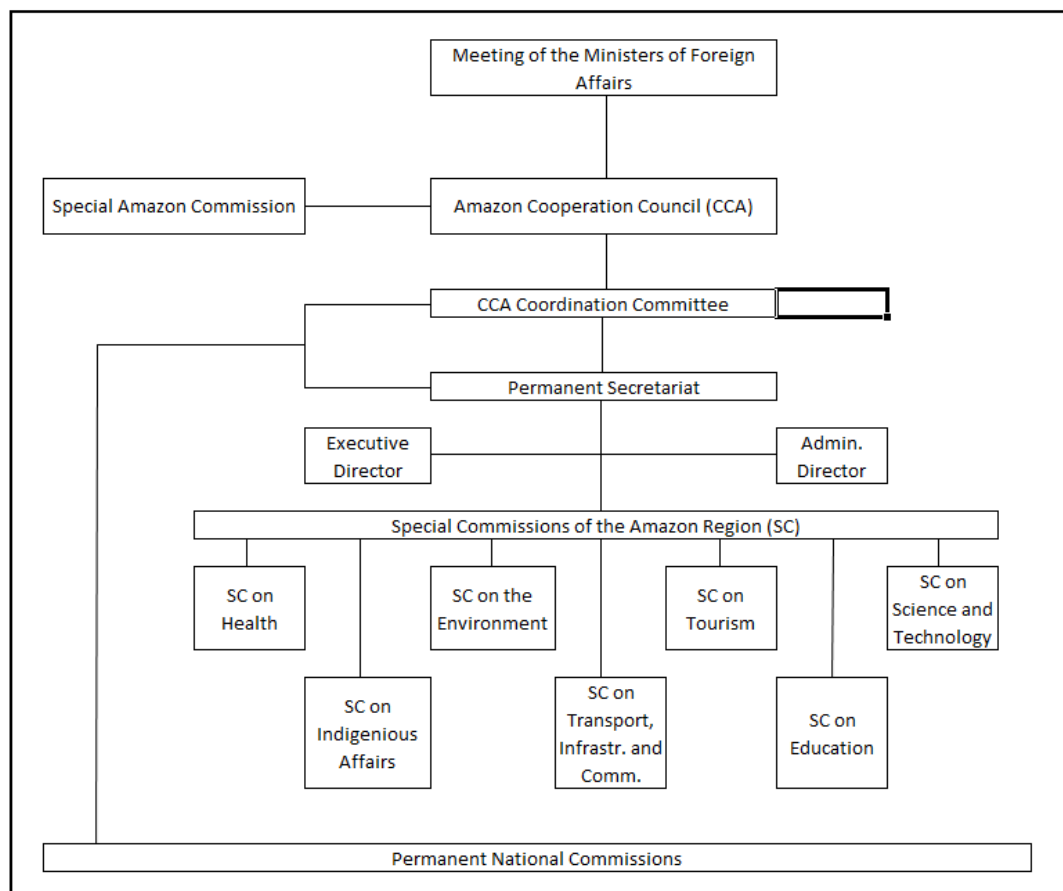 Meeting of the Ministers of Foreign
Affairs
Special Amazon Commission
Amazon Cooperation Council (CCA)
CCA Coordination Committee
Permanent Secretariat
Executive
Director
Admin.
Director
Special Commissions of the Amazon Region (SC)
SC on
Health
SC on the
Environment
SC on
Tourism
SC on
Science and
Technology
SC on
Indigenious
Affairs
SC on
Transport,
Infrastr. and
Comm.
SC on
Education
Permanent National Commissions